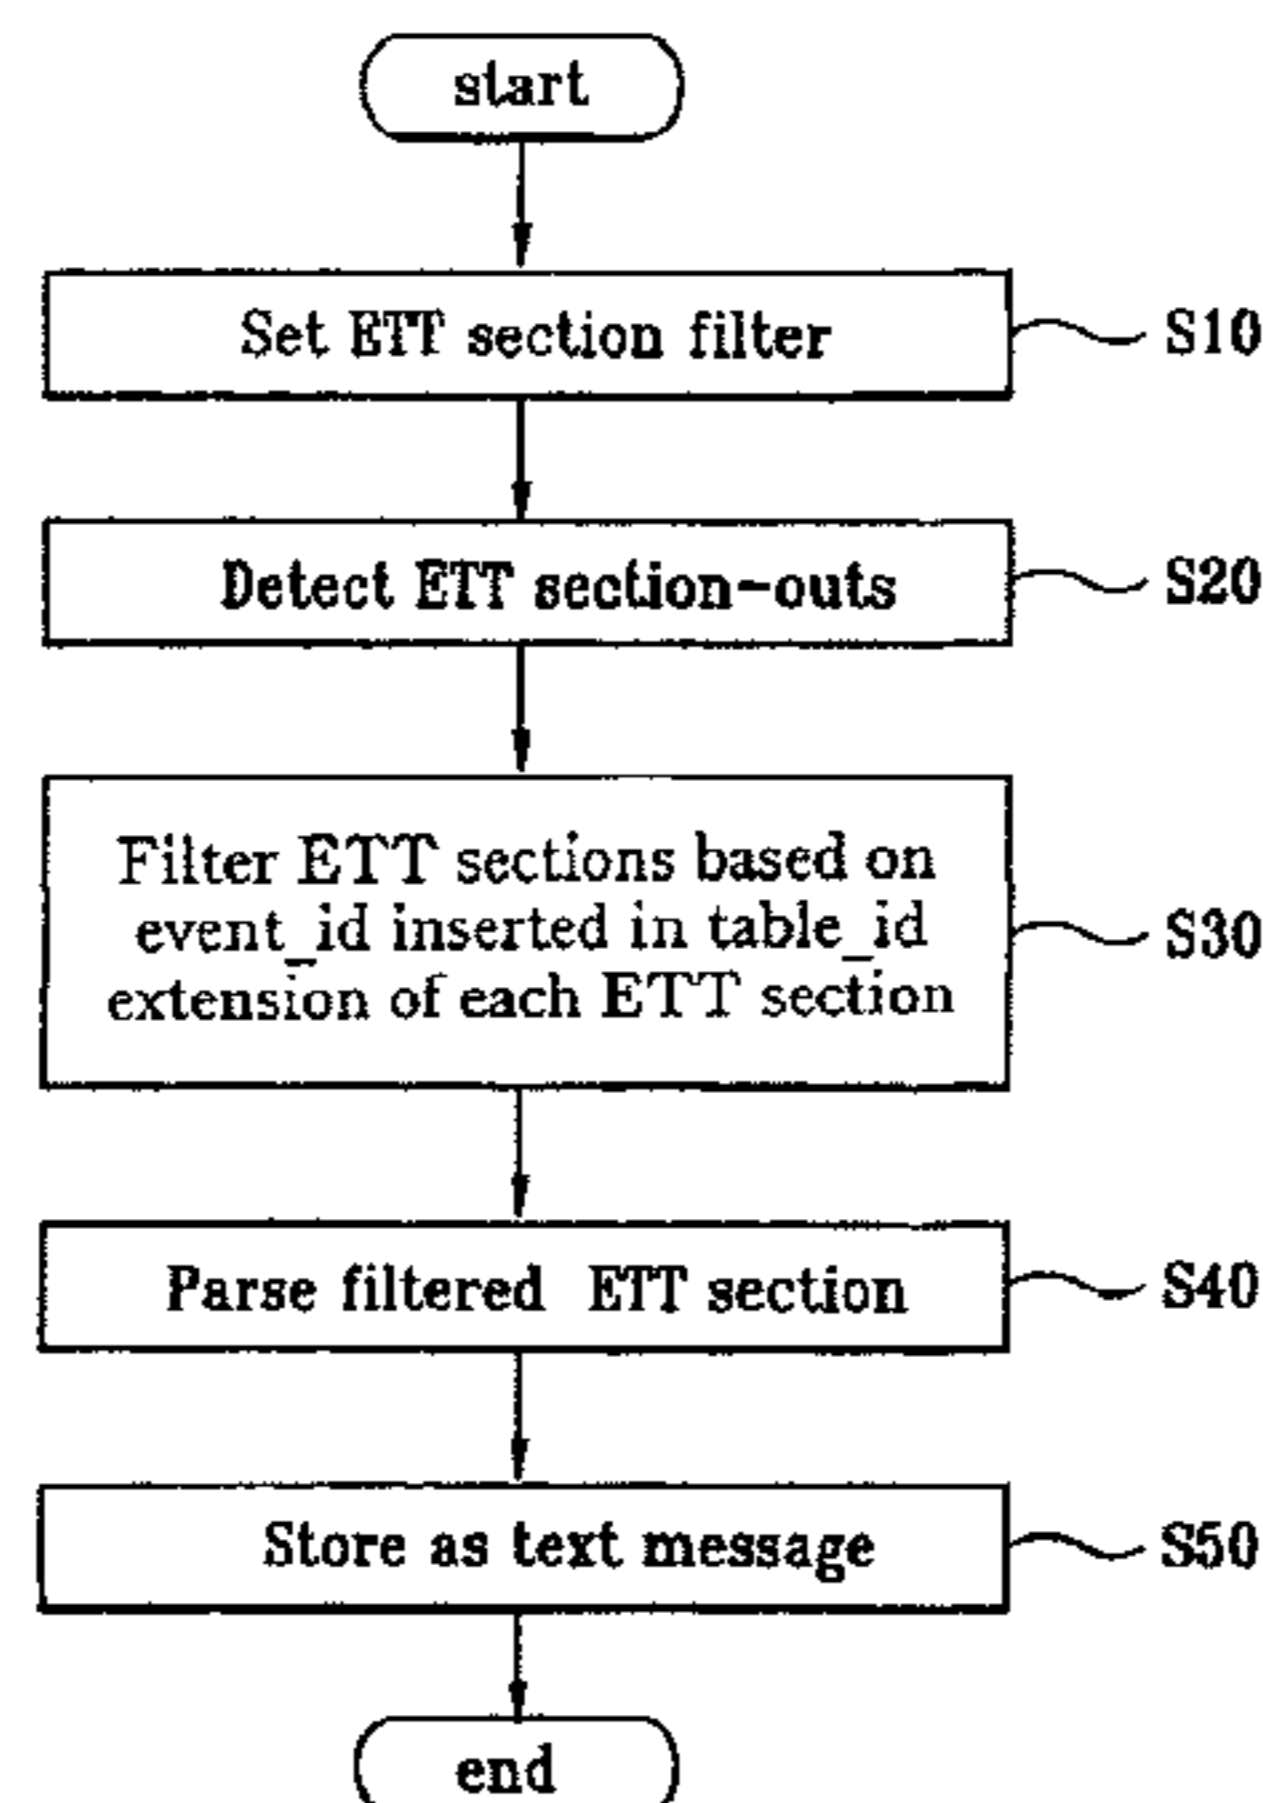 start
Set ETT section filter
S10
Detect ETT section-outs
S20
Filter ETT sections based on
event_id inserted in table_id
extension of each ETT section
S30
Parse filtered ETT section
S40
Store as text message
S50
end